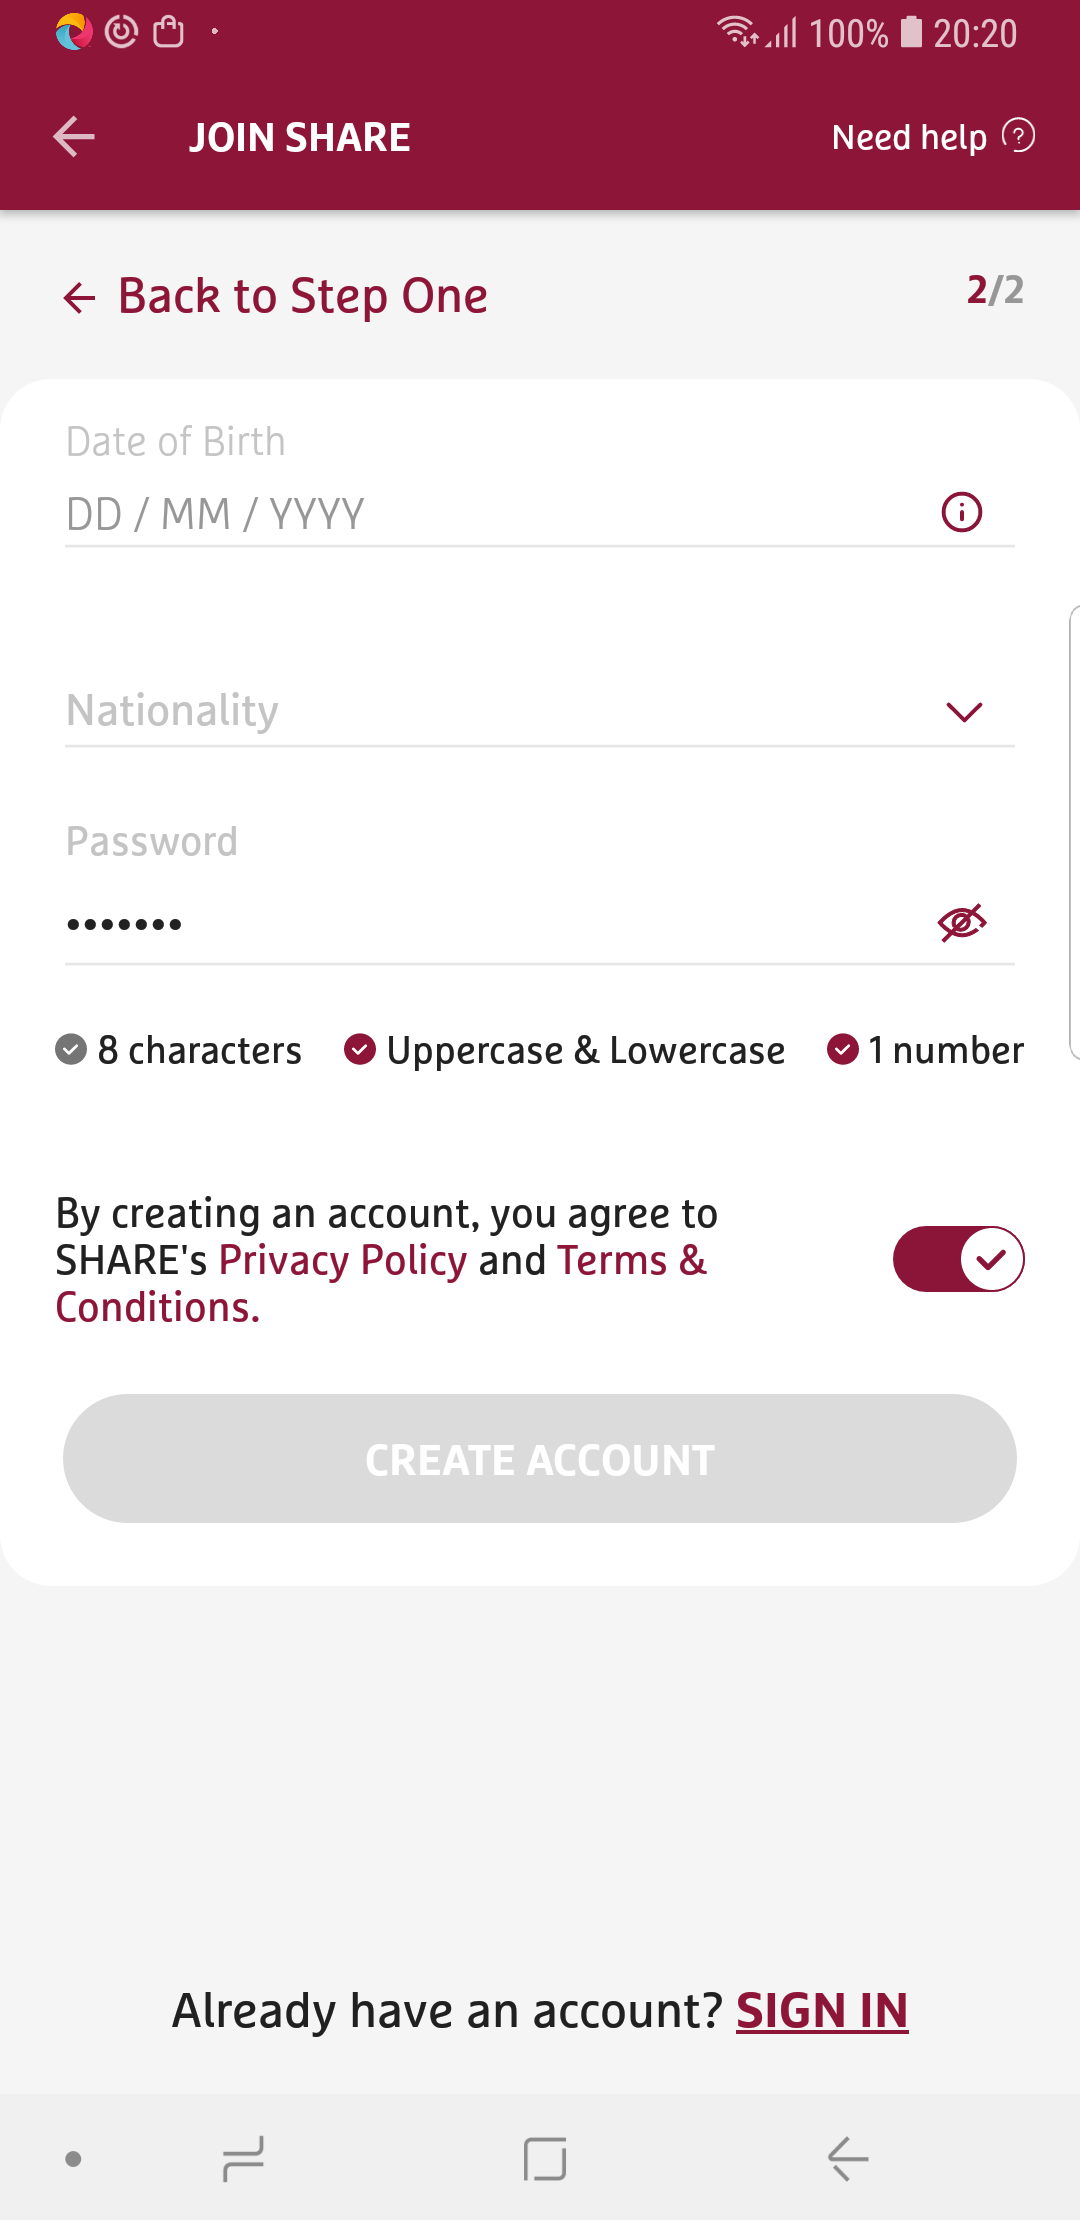 100% 20:20
JOIN SHARE
Need help ?
Back to Step One
2/2
Date of Birth
DD / MM / YYYY
Nationality
Password
•••••••
8 characters Uppercase & Lowercase 1 number
By creating an account, you agree to
SHARE's Privacy Policy and Terms &
Conditions.
CREATE ACCOUNT
Already have an account? SIGN IN